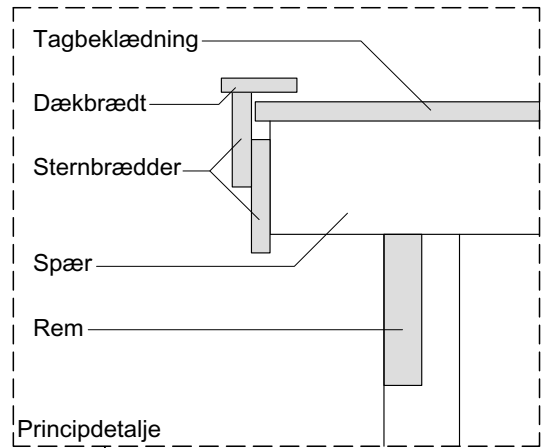 Tagbeklædning
Dækbrædt
Sternbrædder
Spær
Rem
Principdetalje